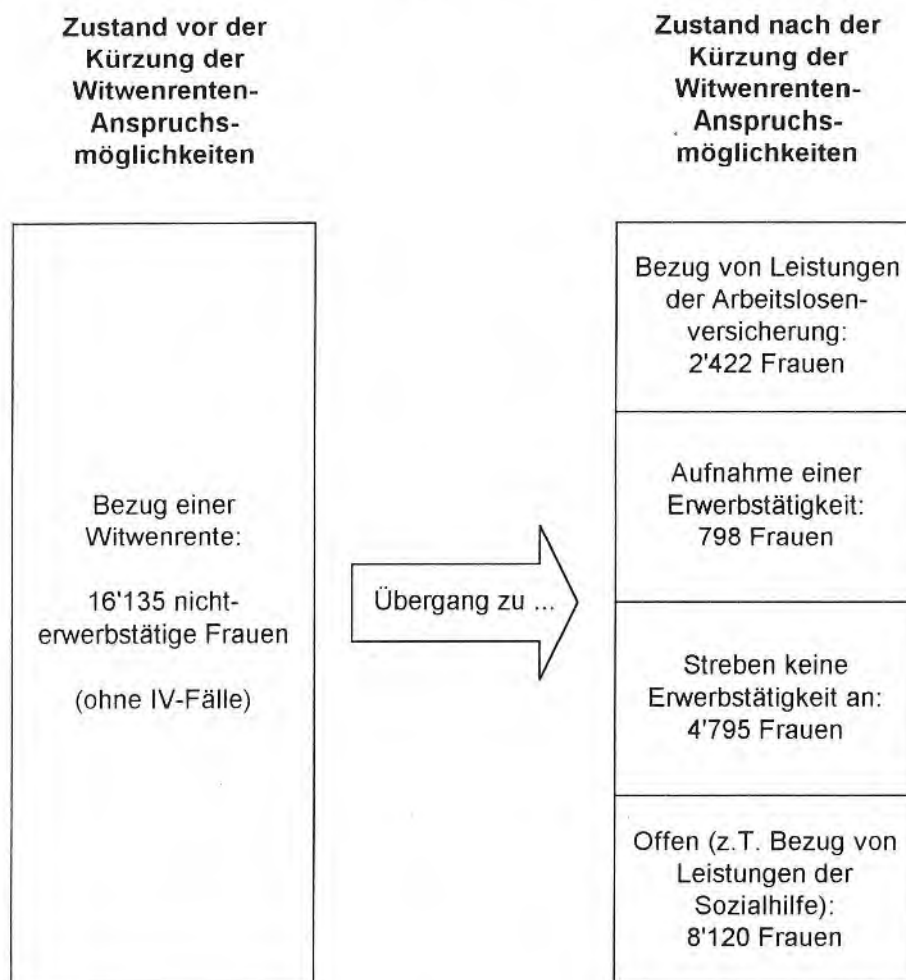 Zustand vor der
Kürzung der
Witwenrenten-
Anspruchs-
möglichkeiten
Zustand nach der
Kürzung der
Witwenrenten-
Anspruchs-
möglichkeiten
Bezug einer
Witwenrente:
16'135 nicht-
erwerbstätige Frauen
(ohne IV-Fälle)
Übergang zu ...
Bezug von Leistungen
der Arbeitslosen-
versicherung:
2'422 Frauen
Aufnahme einer
Erwerbstätigkeit:
798 Frauen
Streben keine
Erwerbstätigkeit an:
4'795 Frauen
Offen (z.T. Bezug von
Leistungen der
Sozialhilfe):
8'120 Frauen